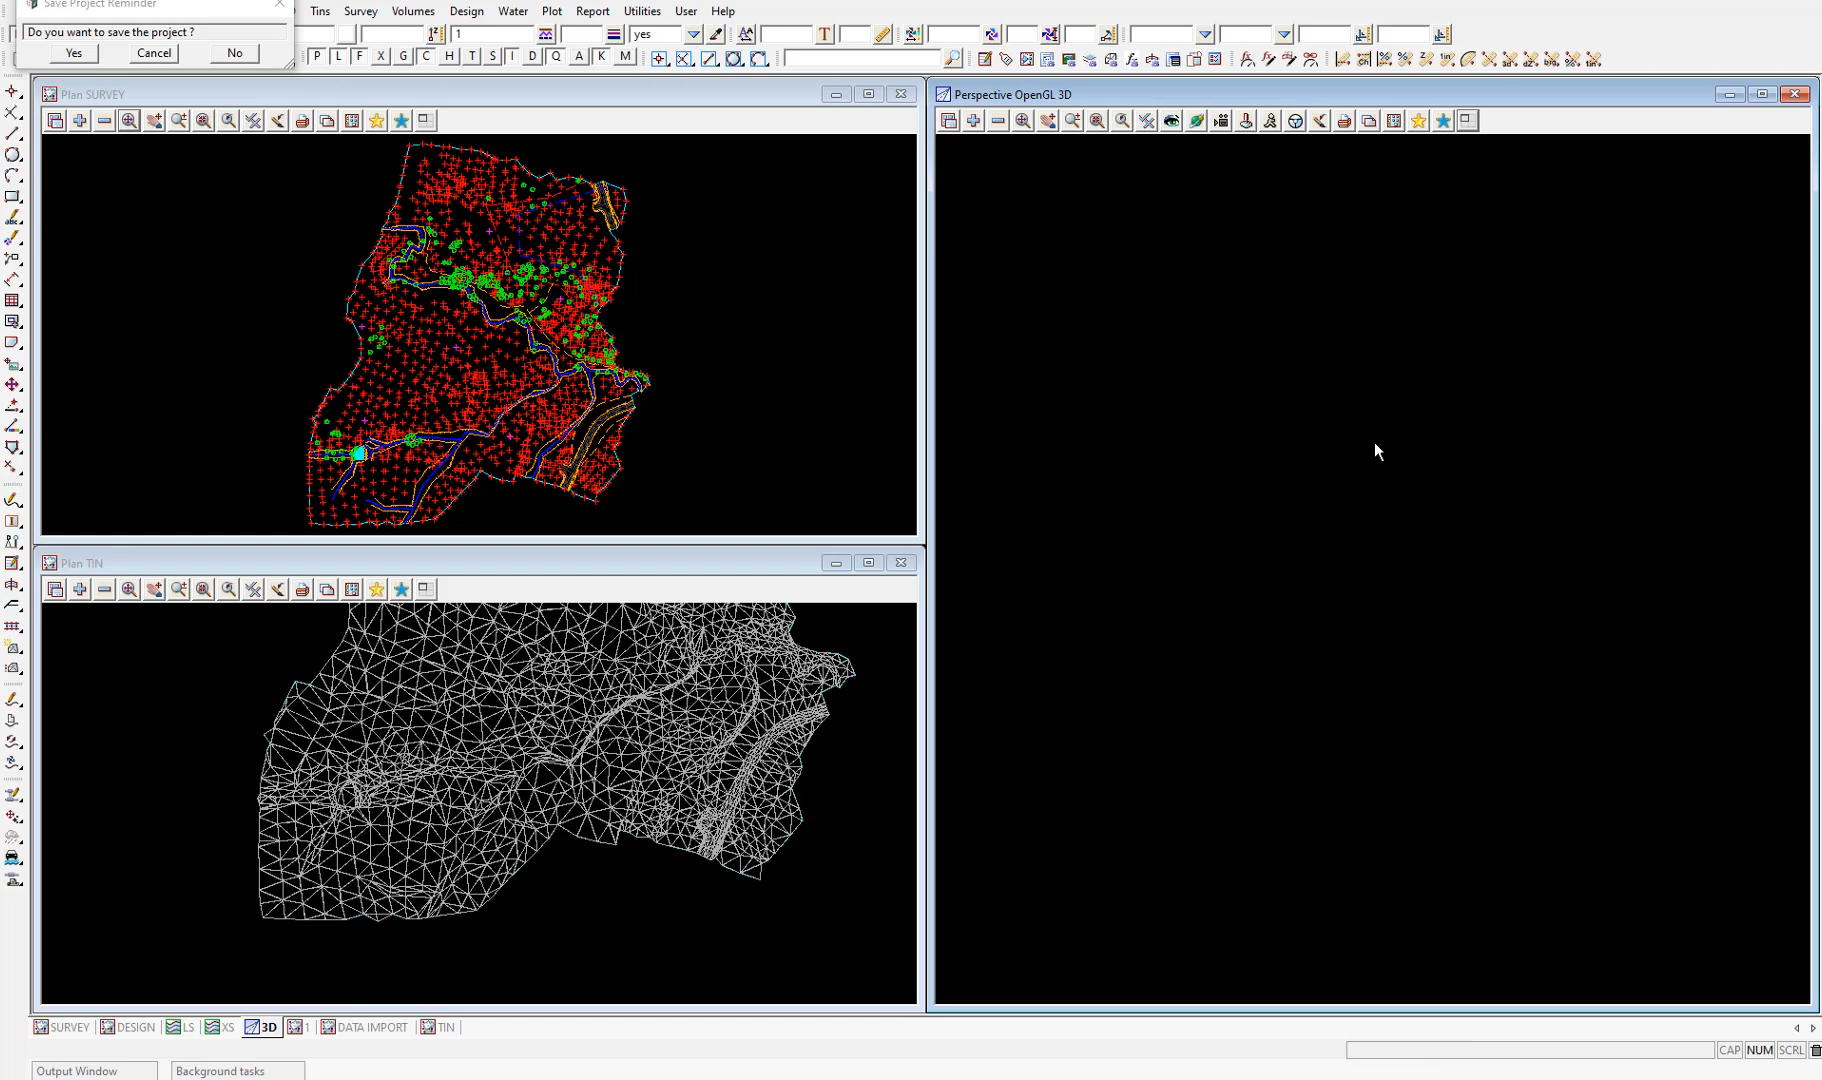 Save Project Reminder
Tins Survey Volumes Design Water Plot Report Utilities User Help
Do you want to save the project ?
1 yes T
Yes Cancel No
P L F X G C H T S I D Q A K M
Plan SURVEY
Perspective OpenGL 3D
Plan TIN
SURVEY DESIGN LS XS 3D 1 DATA IMPORT TIN
CAP NUM SCRL
Output Window Background tasks